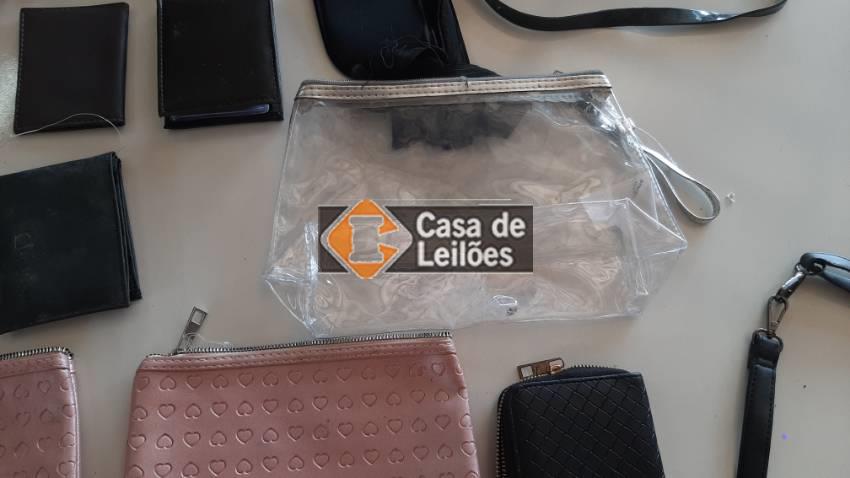 Casa de
Leilões